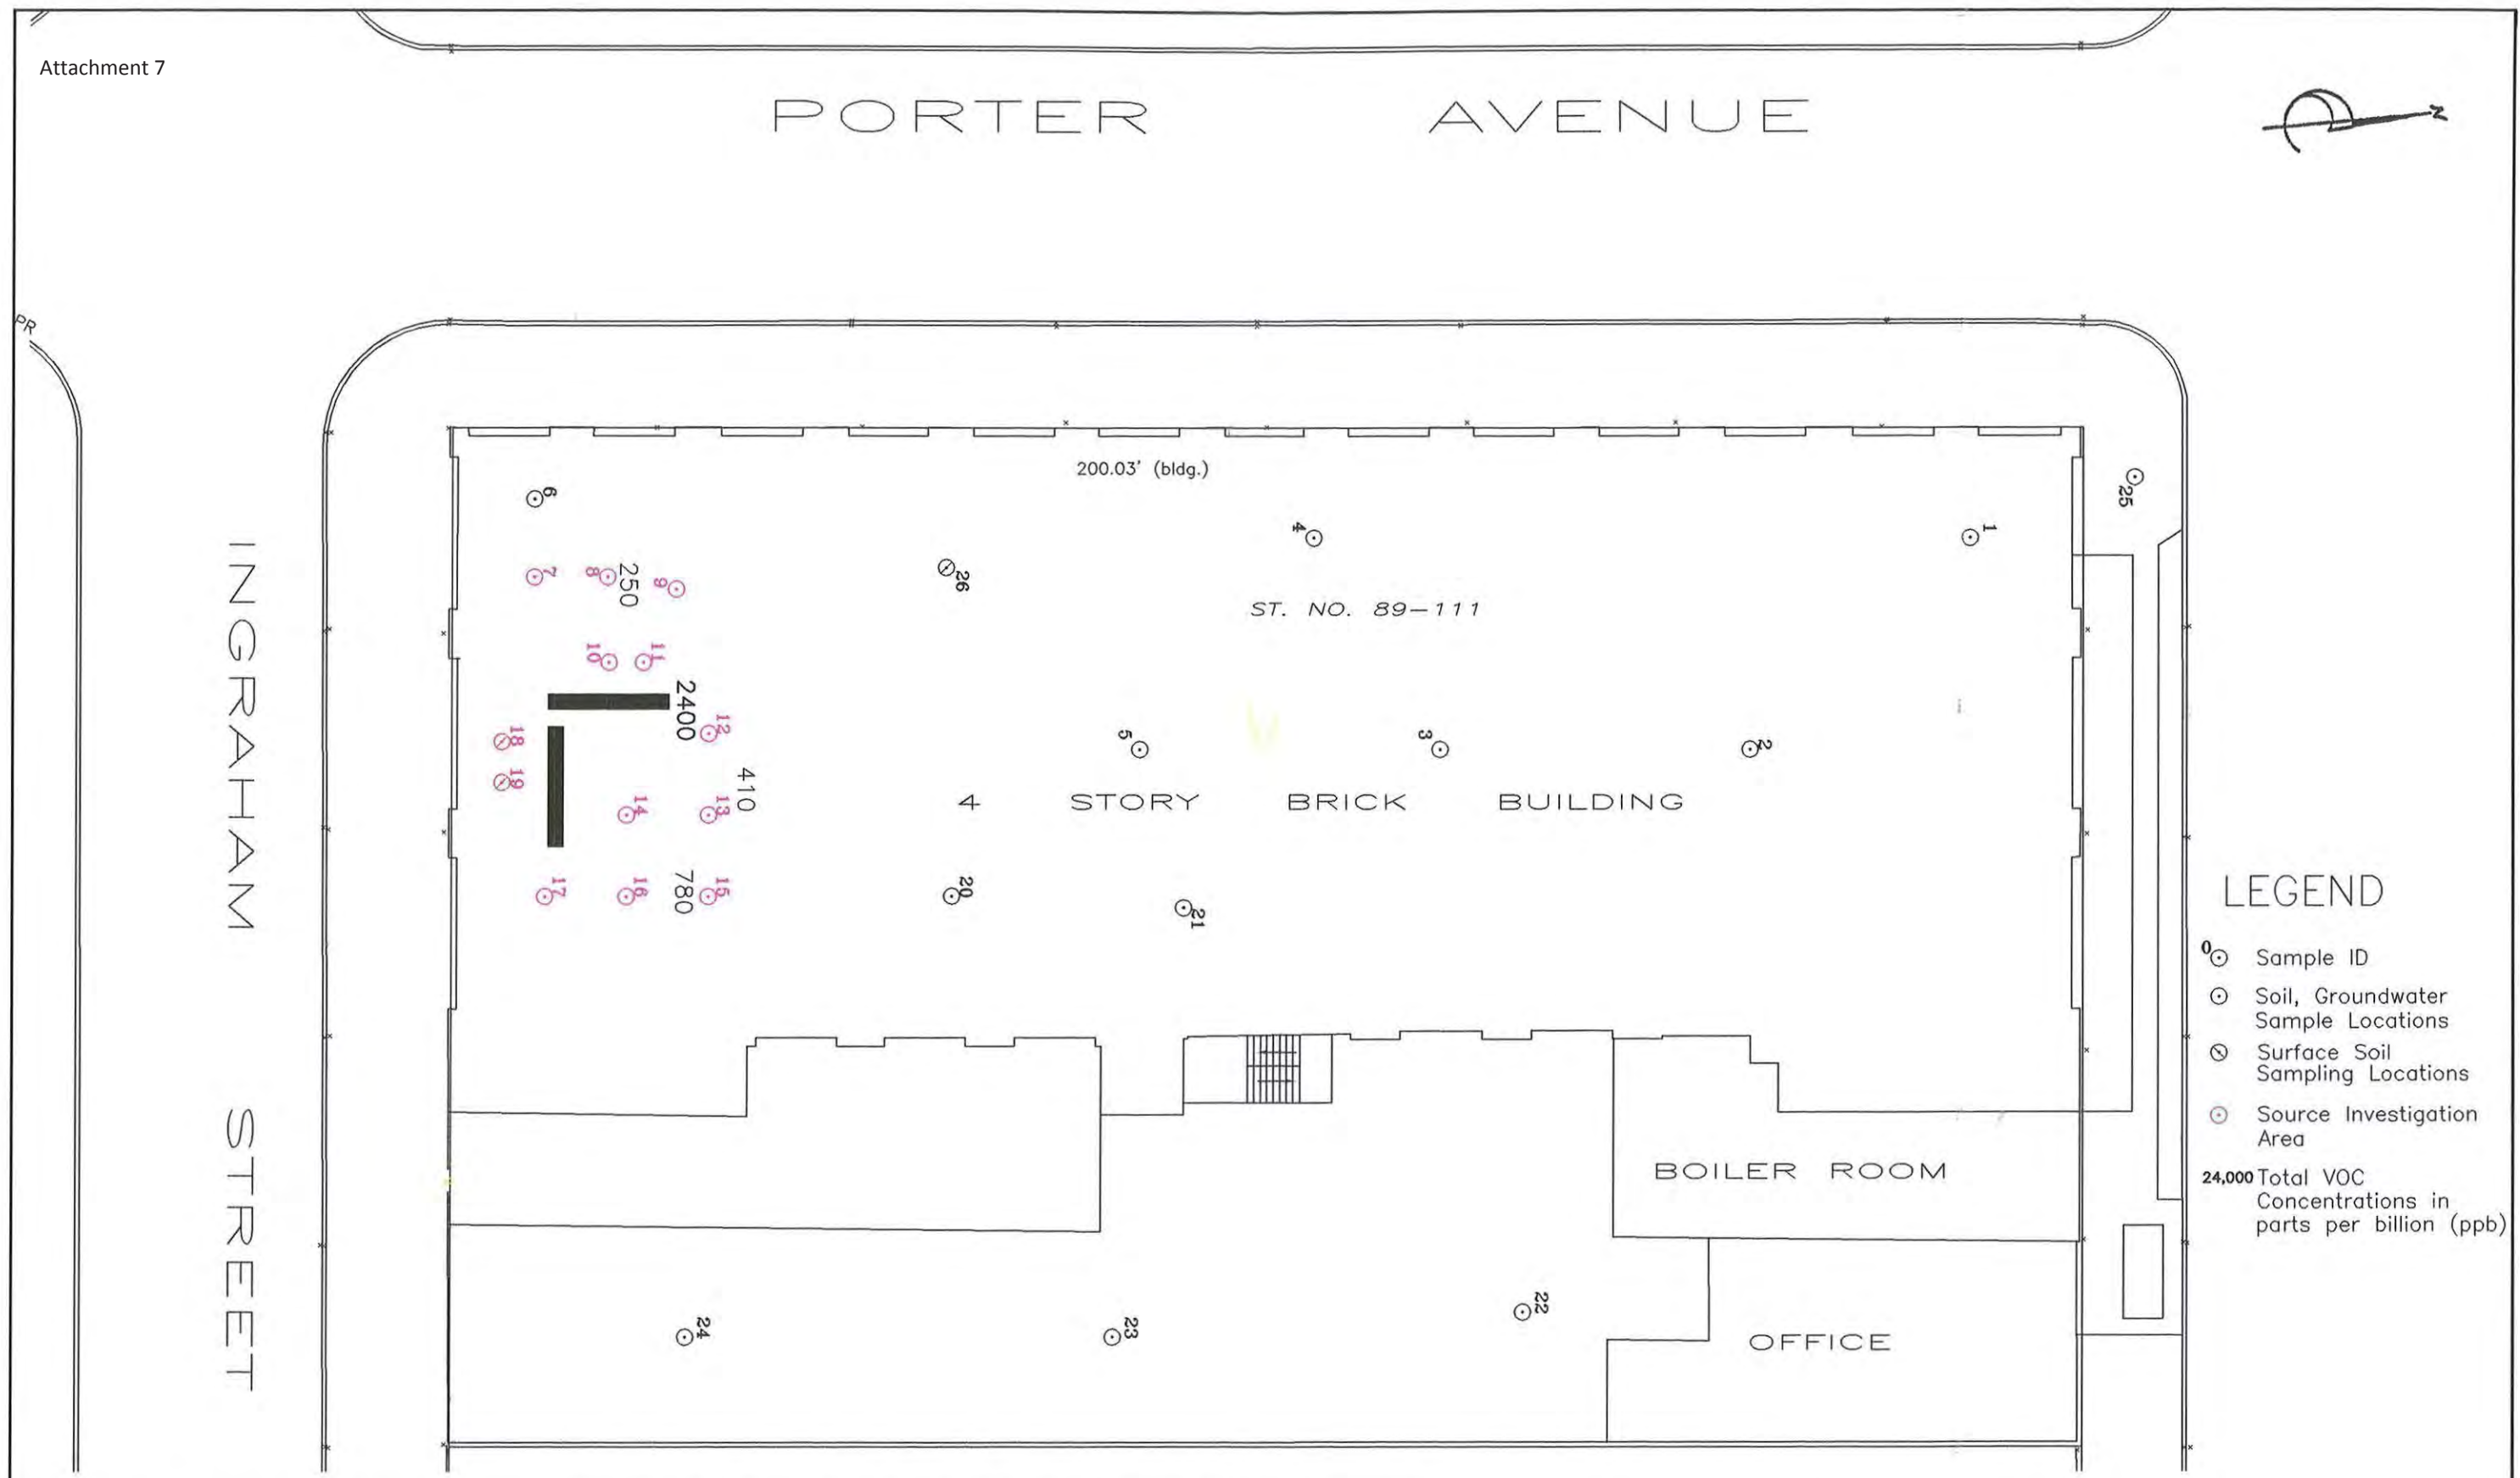 Attachment 7
PORTER AVENUE
N
PR
200.03' (bldg.)
6
4
25
1
26
ST. NO. 89-111
7
8
250
9
10
11
INGRAHAM STREET
2400
12
18
5
3
2
19
410
4 STORY BRICK BUILDING
14
13
17
16
780
15
20
21
LEGEND
0
Sample ID
Soil, Groundwater
Sample Locations
Surface Soil
Sampling Locations
Source Investigation
Area
24,000 Total VOC
Concentrations in
parts per billion (ppb)
BOILER ROOM
22
24
23
OFFICE